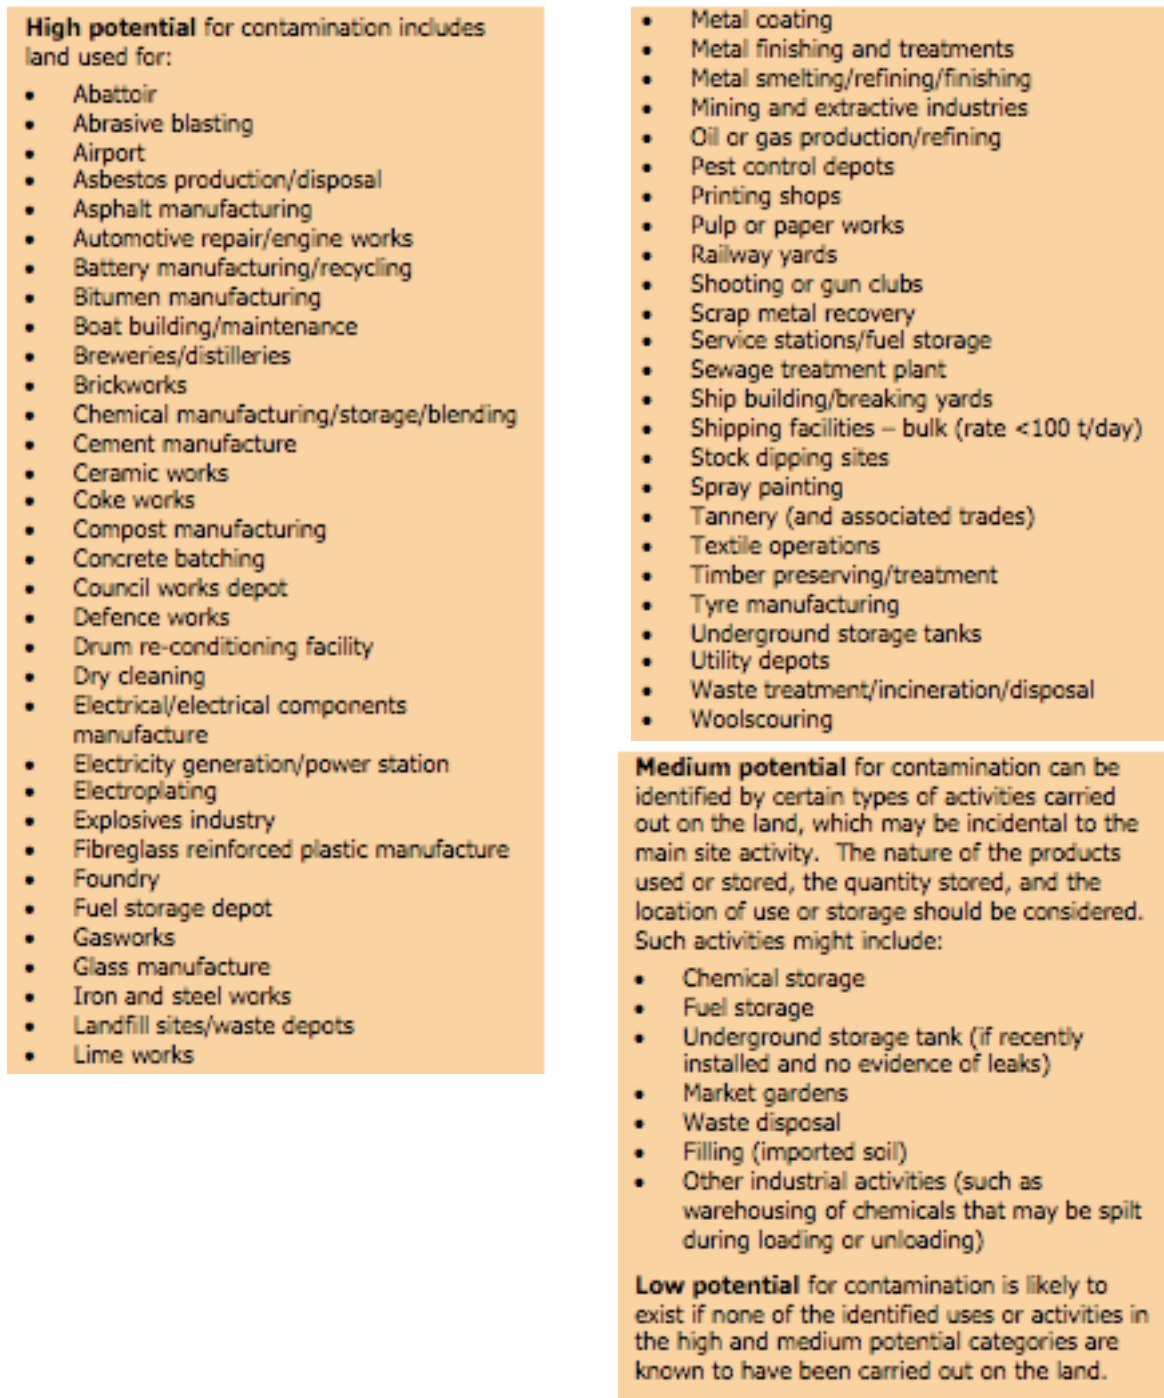 High potential for contamination includes
land used for:
• Abattoir
• Abrasive blasting
• Airport
• Asbestos production/disposal
• Asphalt manufacturing
• Automotive repair/engine works
• Battery manufacturing/recycling
• Bitumen manufacturing
• Boat building/maintenance
• Breweries/distilleries
• Brickworks
• Chemical manufacturing/storage/blending
• Cement manufacture
• Ceramic works
• Coke works
• Compost manufacturing
• Concrete batching
• Council works depot
• Defence works
• Drum re-conditioning facility
• Dry cleaning
• Electrical/electrical components
manufacture
• Electricity generation/power station
• Electroplating
• Explosives industry
• Fibreglass reinforced plastic manufacture
• Foundry
• Fuel storage depot
• Gasworks
• Glass manufacture
• Iron and steel works
• Landfill sites/waste depots
• Lime works
• Metal coating
• Metal finishing and treatments
• Metal smelting/refining/finishing
• Mining and extractive industries
• Oil or gas production/refining
• Pest control depots
• Printing shops
• Pulp or paper works
• Railway yards
• Shooting or gun clubs
• Scrap metal recovery
• Service stations/fuel storage
• Sewage treatment plant
• Ship building/breaking yards
• Shipping facilities – bulk (rate <100 t/day)
• Stock dipping sites
• Spray painting
• Tannery (and associated trades)
• Textile operations
• Timber preserving/treatment
• Tyre manufacturing
• Underground storage tanks
• Utility depots
• Waste treatment/incineration/disposal
• Woolscouring
Medium potential for contamination can be
identified by certain types of activities carried
out on the land, which may be incidental to the
main site activity. The nature of the products
used or stored, the quantity stored, and the
location of use or storage should be considered.
Such activities might include:
• Chemical storage
• Fuel storage
• Underground storage tank (if recently
installed and no evidence of leaks)
• Market gardens
• Waste disposal
• Filling (imported soil)
• Other industrial activities (such as
warehousing of chemicals that may be spilt
during loading or unloading)
Low potential for contamination is likely to
exist if none of the identified uses or activities in
the high and medium potential categories are
known to have been carried out on the land.